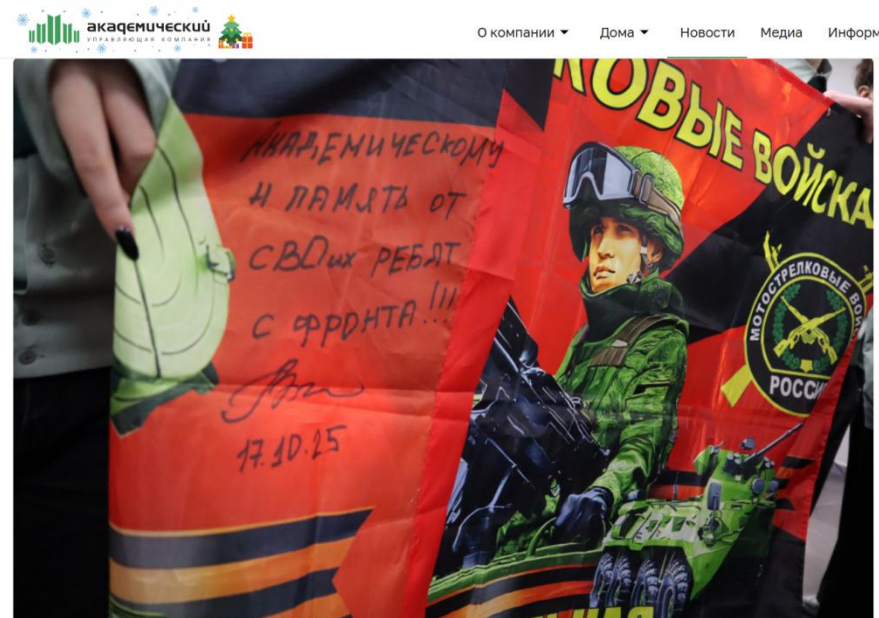 академический
УПРАВЛЯЮЩАЯ КОМПАНИЯ
О компании
Дома
Новости
Медиа
Информ
АКАДЕМИЧЕСКОМУ
Н ПАМЯТЬ ОТ
СВОих РЕБЯТ
С ФРОНТА!!!
17.10.25
КОВЫЕ ВОЙСКА
МОТОСТРЕЛКОВЫЕ ВОЙ
РОССИ